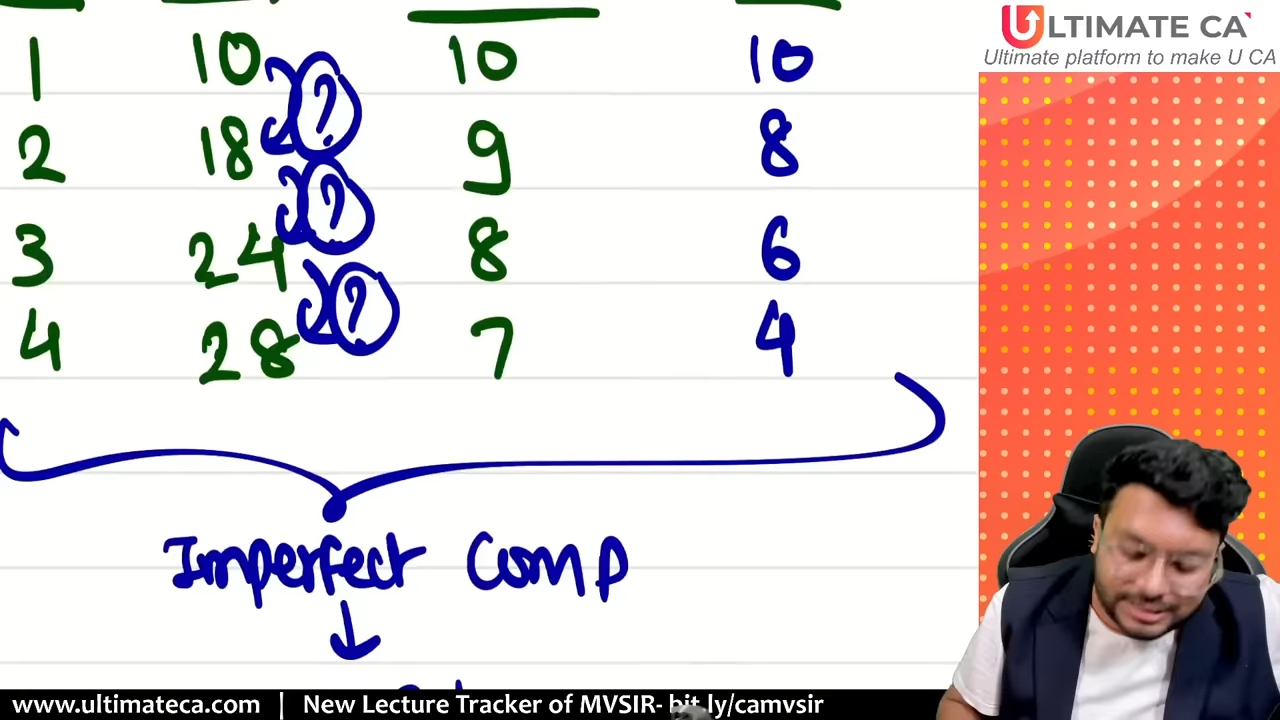 ULTIMATE CA
Ultimate platform to make U CA
1 10 10 10
?
2 18 9 8
?
3 24 8 6
?
4 28 7 4
Imperfect Comp
www.ultimateca.com | New Lecture Tracker of MVSIR- bit.ly/camvsir